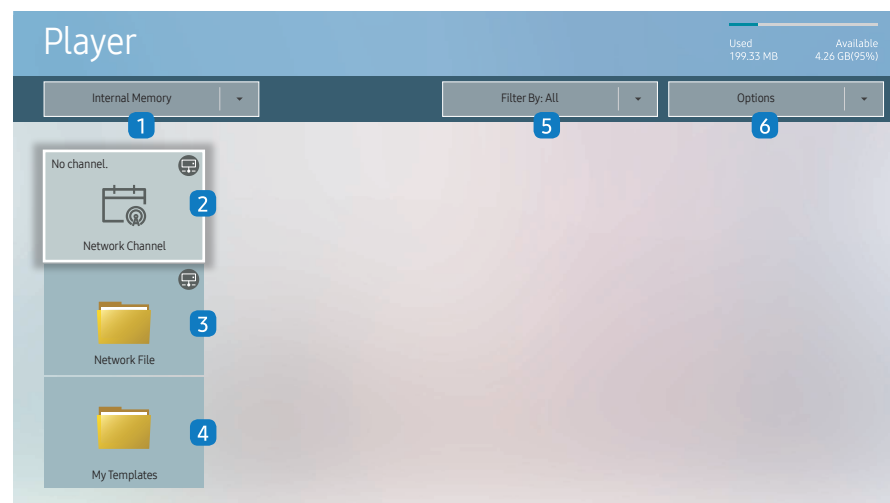 Player
Used Available
199.33 MB 4.26 GB(95%)
Internal Memory Filter By: All Options
1 5 6
No channel.
2
Network Channel
3
Network File
4
My Templates